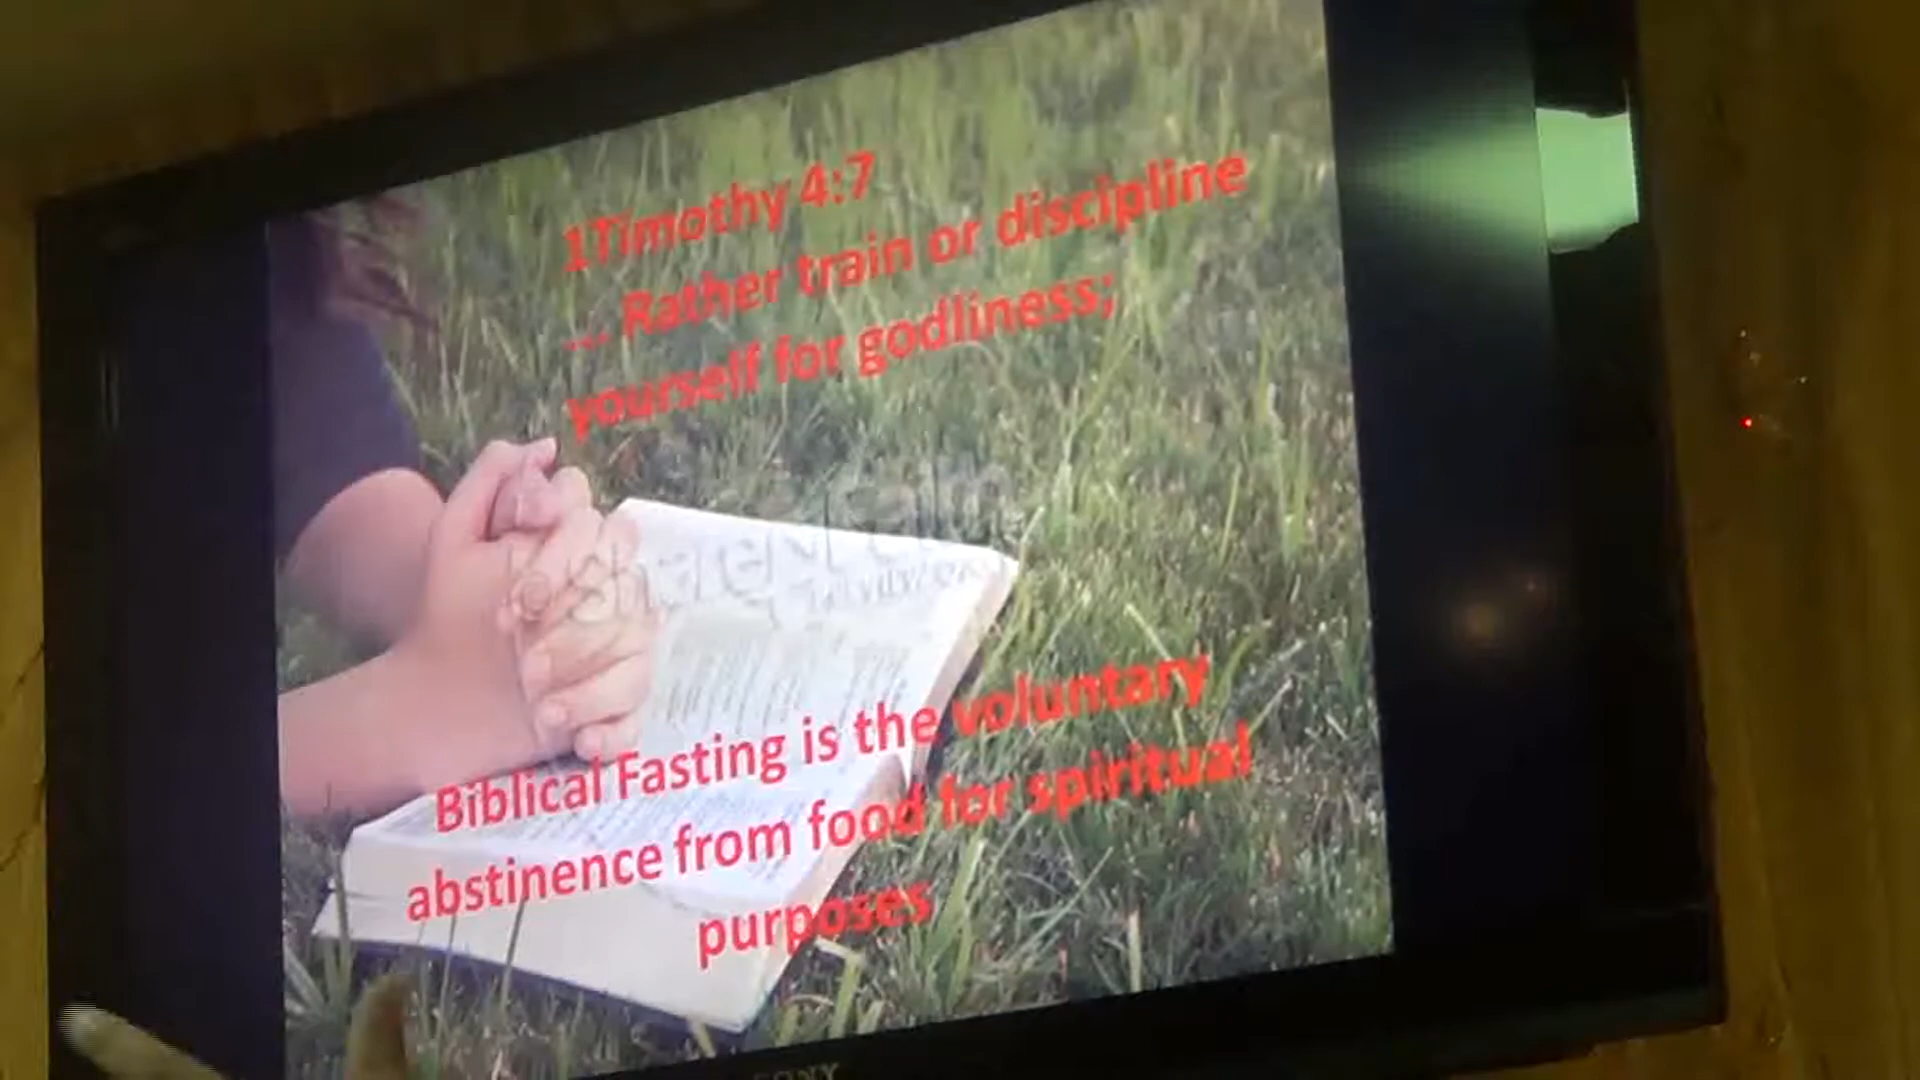 1Timothy 4:7
... Rather train or discipline
yourself for godliness;
Biblical Fasting is the voluntary
abstinence from food for spiritual
purposes
SONY